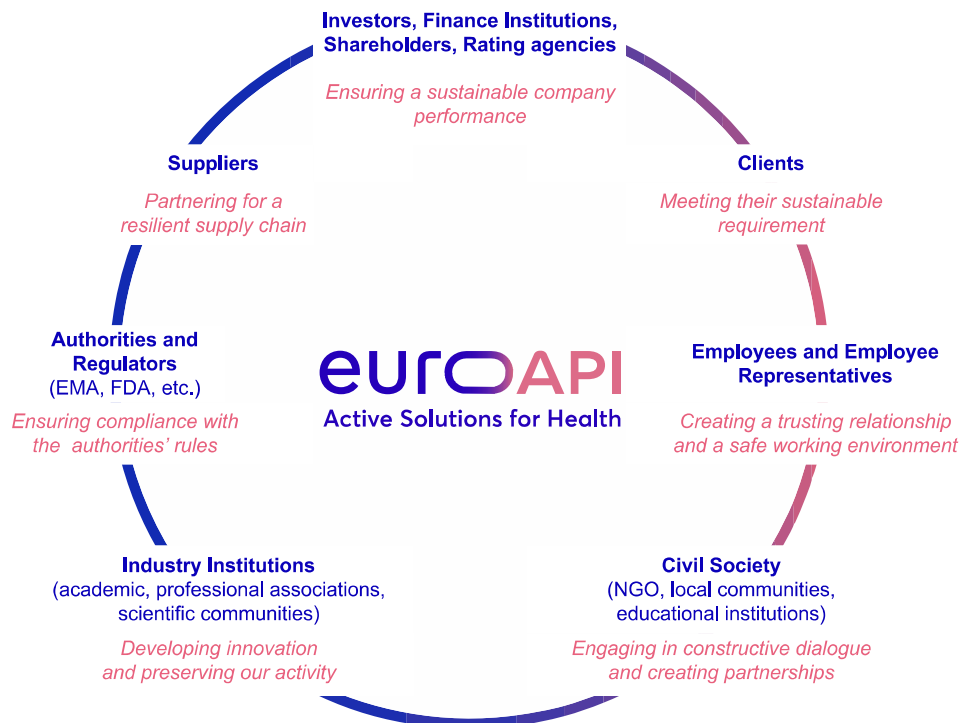 Investors, Finance Institutions,
Shareholders, Rating agencies
Ensuring a sustainable company
performance
Suppliers
Partnering for a
resilient supply chain
Clients
Meeting their sustainable
requirement
Authorities and
Regulators
(EMA, FDA, etc.)
Ensuring compliance with
the authorities' rules
euroAPI
Active Solutions for Health
Employees and Employee
Representatives
Creating a trusting relationship
and a safe working environment
Industry Institutions
(academic, professional associations,
scientific communities)
Developing innovation
and preserving our activity
Civil Society
(NGO, local communities,
educational institutions)
Engaging in constructive dialogue
and creating partnerships